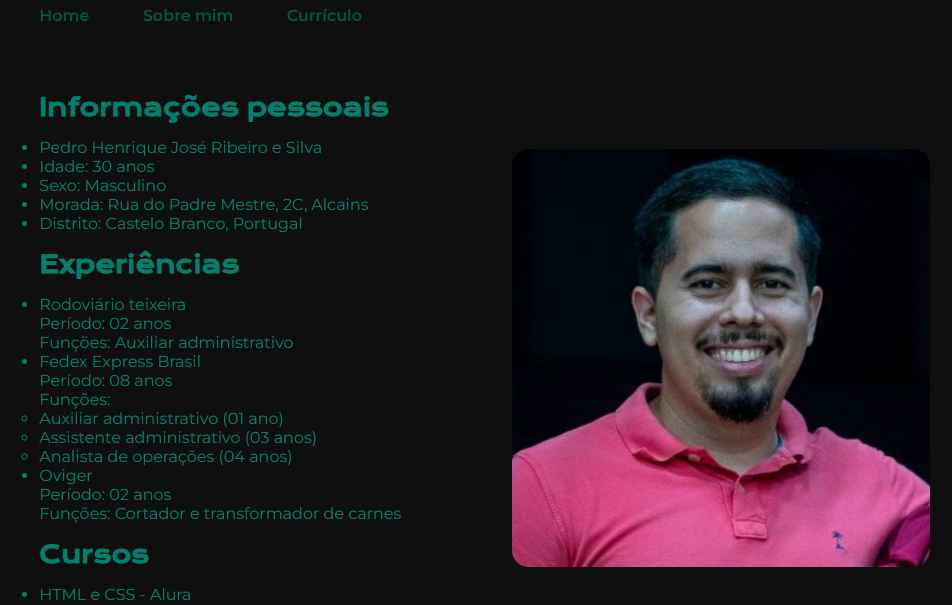 Home Sobre mim Currículo
Informações pessoais
Pedro Henrique José Ribeiro e Silva
Idade: 30 anos
Sexo: Masculino
Morada: Rua do Padre Mestre, 2C, Alcains
Distrito: Castelo Branco, Portugal
Experiências
Rodoviário teixeira
Período: 02 anos
Funções: Auxiliar administrativo
Fedex Express Brasil
Período: 08 anos
Funções:
Auxiliar administrativo (01 ano)
Assistente administrativo (03 anos)
Analista de operações (04 anos)
Oviger
Período: 02 anos
Funções: Cortador e transformador de carnes
Cursos
HTML e CSS - Alura